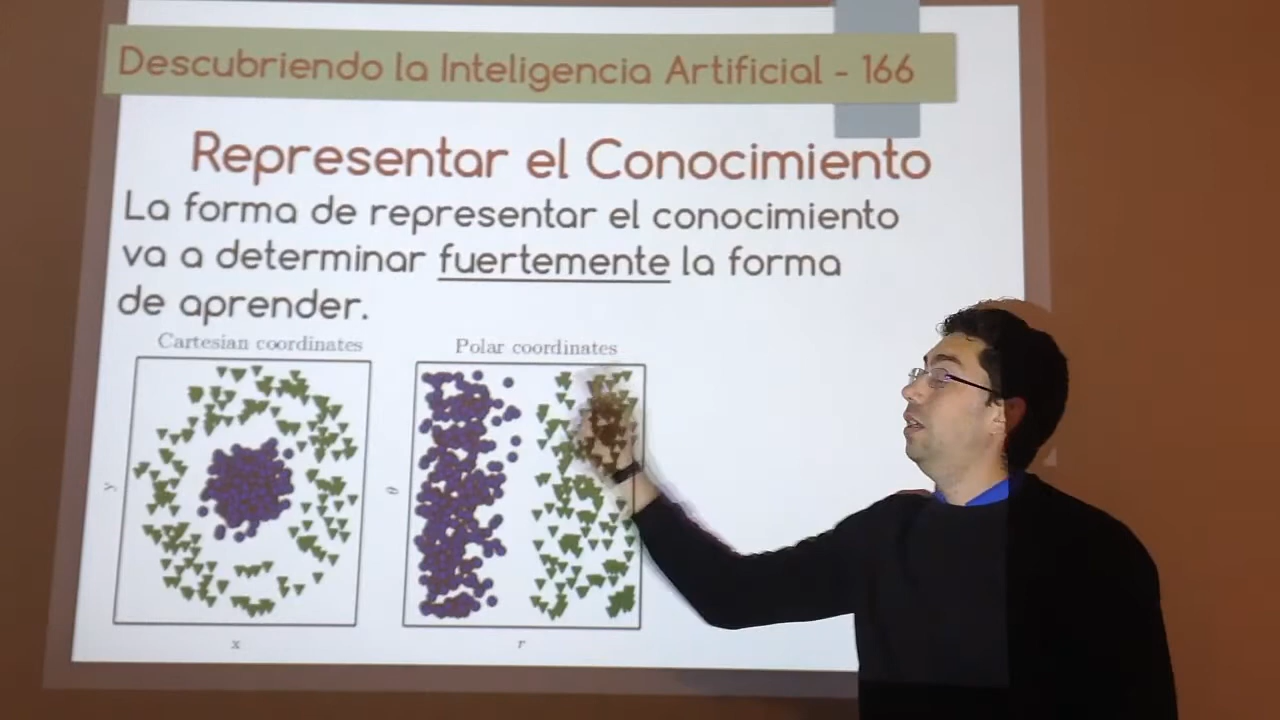 Descubriendo la Inteligencia Artificial - 166
Representar el Conocimiento
La forma de representar el conocimiento
va a determinar fuertemente la forma
de aprender.
Cartesian coordinates
Polar coordinates
y
θ
x
r